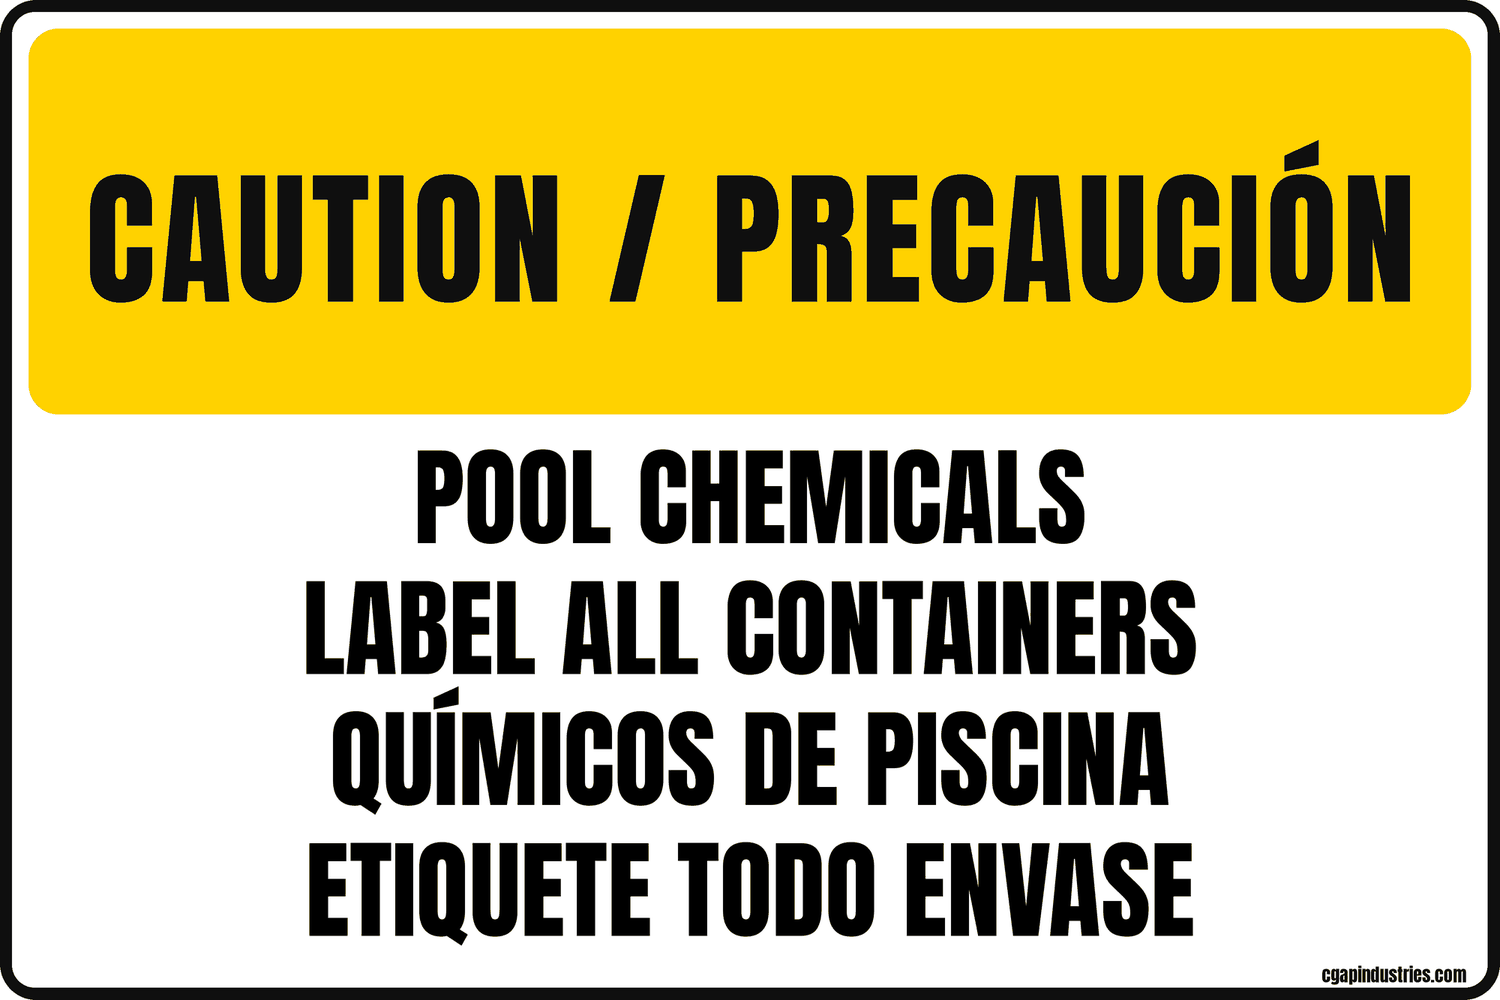 CAUTION / PRECAUCIÓN
POOL CHEMICALS
LABEL ALL CONTAINERS
QUÍMICOS DE PISCINA
ETIQUETE TODO ENVASE
cgapindustries.com